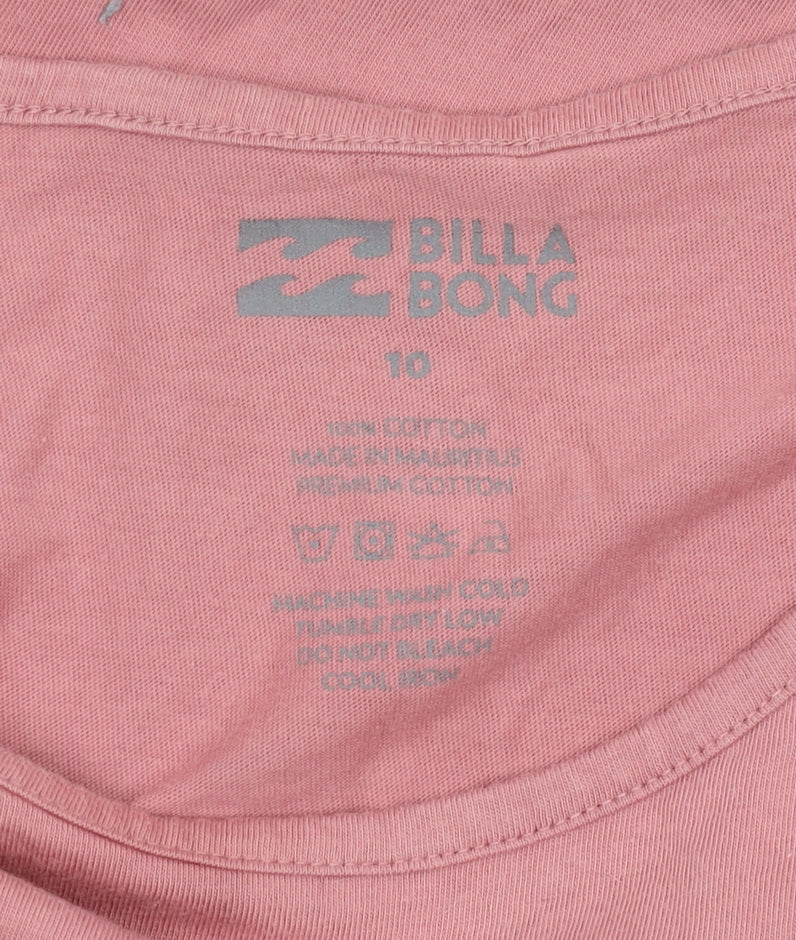 BILLA
BONG
10
100% COTTON
MADE IN MAURITIUS
PREMIUM COTTON
MACHINE WASH COLD
TUMBLE DRY LOW
DO NOT BLEACH
COOL IRON